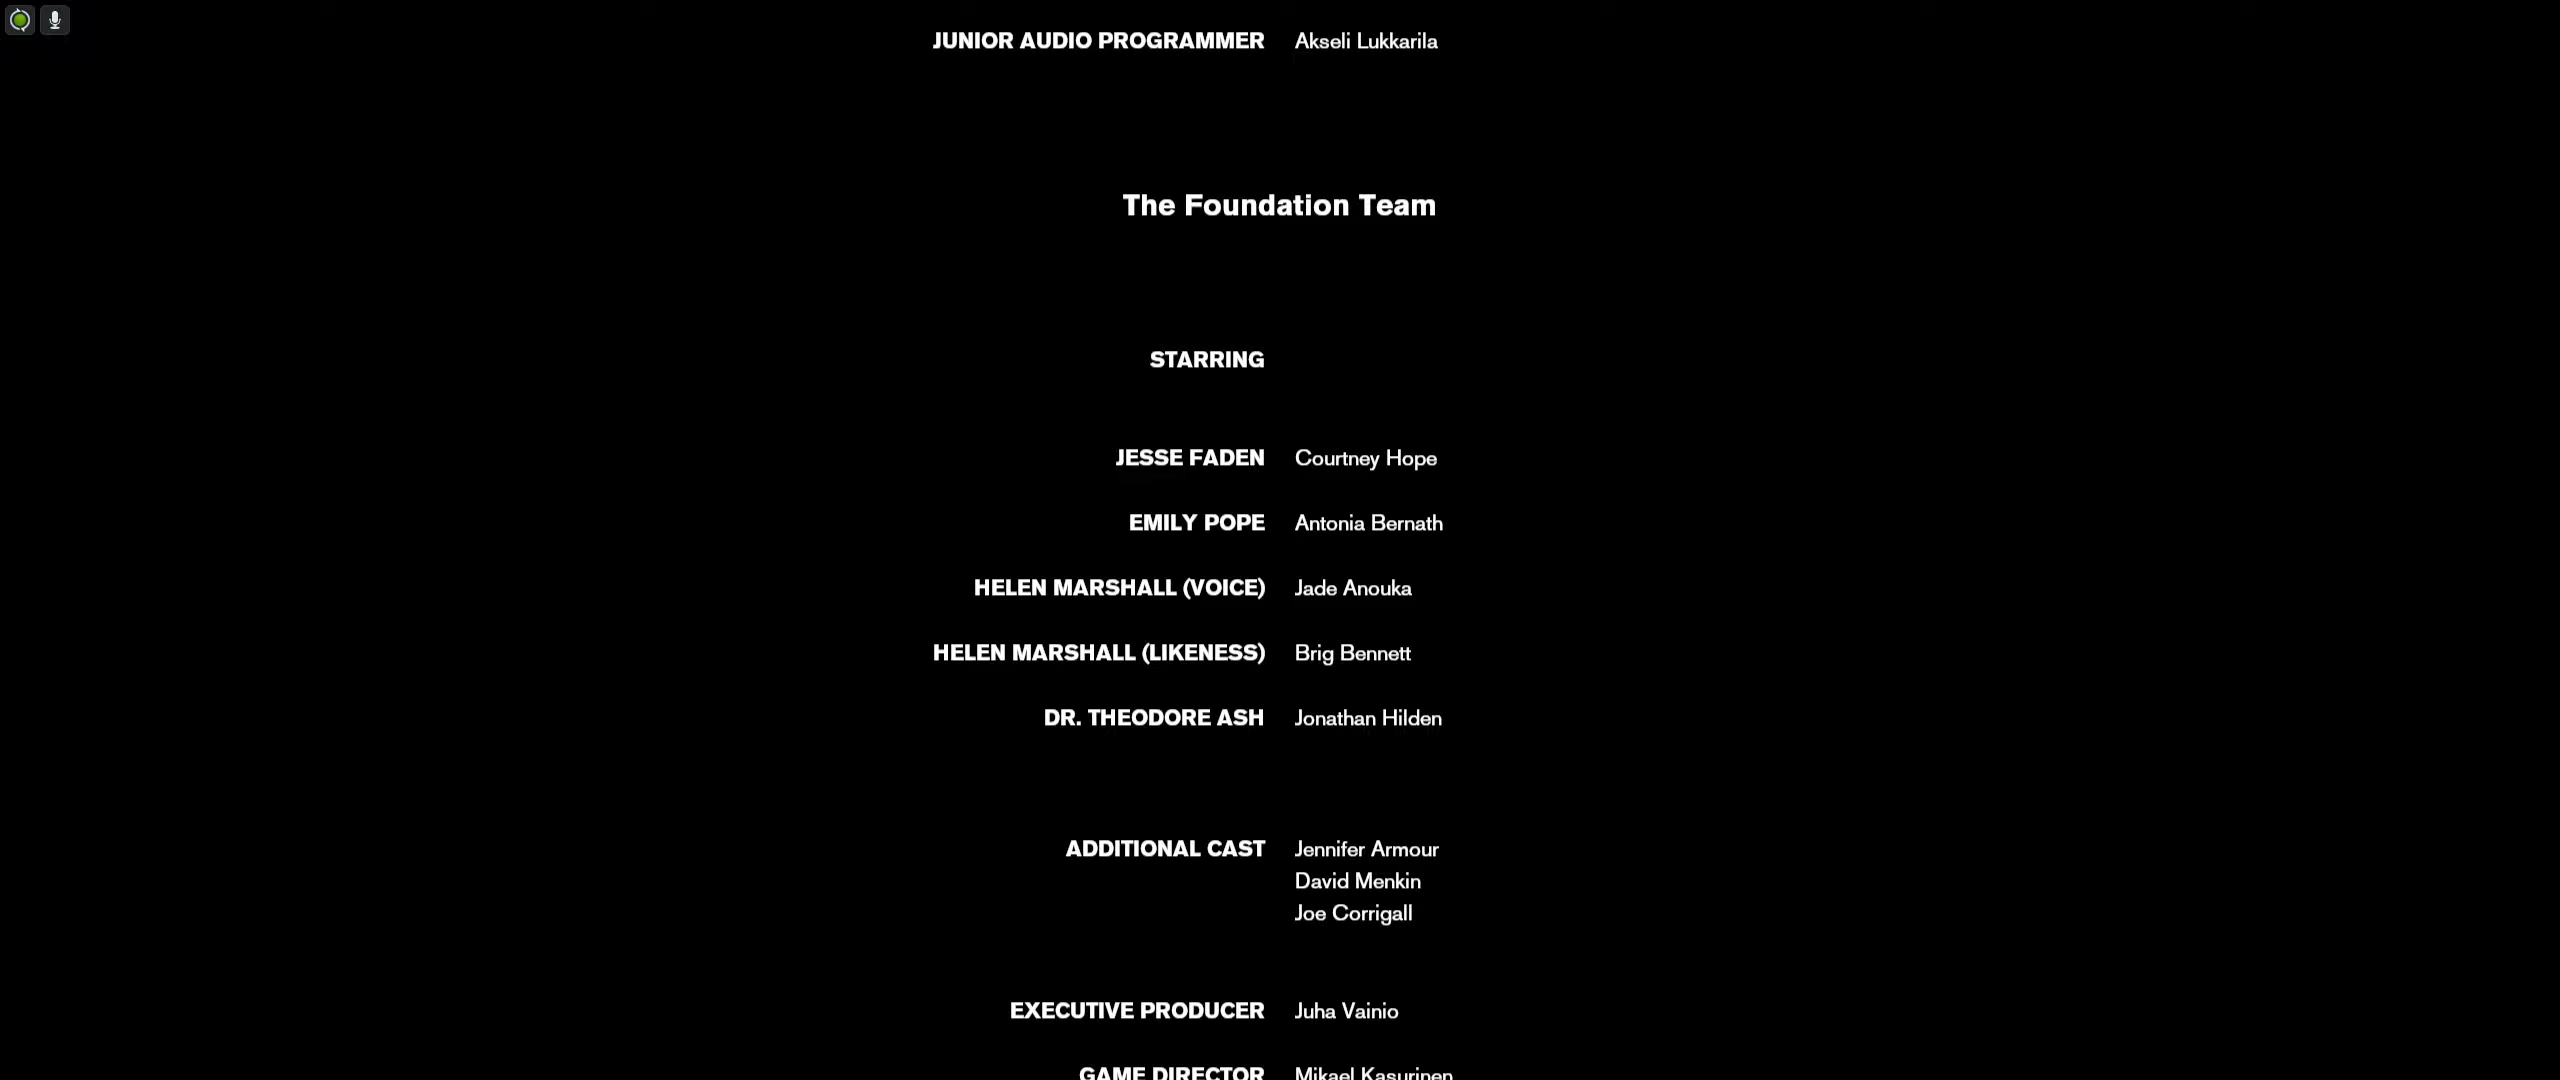 JUNIOR AUDIO PROGRAMMER Akseli Lukkarila
The Foundation Team
STARRING
JESSE FADEN Courtney Hope
EMILY POPE Antonia Bernath
HELEN MARSHALL (VOICE) Jade Anouka
HELEN MARSHALL (LIKENESS) Brig Bennett
DR. THEODORE ASH Jonathan Hilden
ADDITIONAL CAST Jennifer Armour
David Menkin
Joe Corrigall
EXECUTIVE PRODUCER Juha Vainio
GAME DIRECTOR Mikael Kasurinen